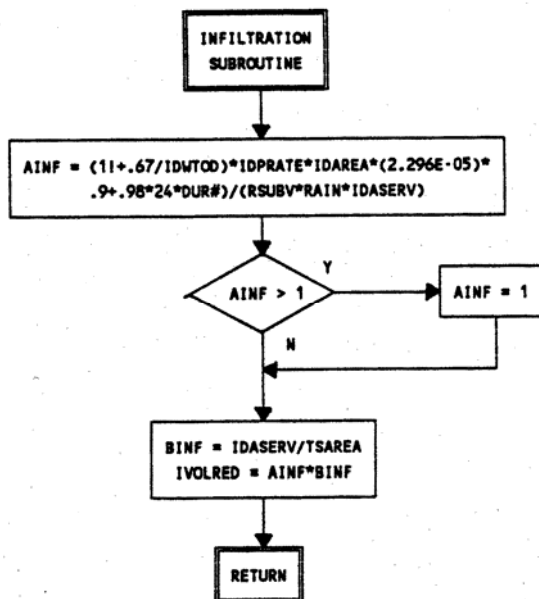 INFILTRATION
SUBROUTINE
AINF = (1!+.67/IDWTOD)*IDPRATE*IDAREA*(2.296E-05)*
.9+.98*24*DUR#)/(RSUBV*RAIN*IDASERV)
AINF > 1
Y
AINF = 1
N
BINF = IDASERV/TSAREA
IVOLRED = AINF*BINF
RETURN